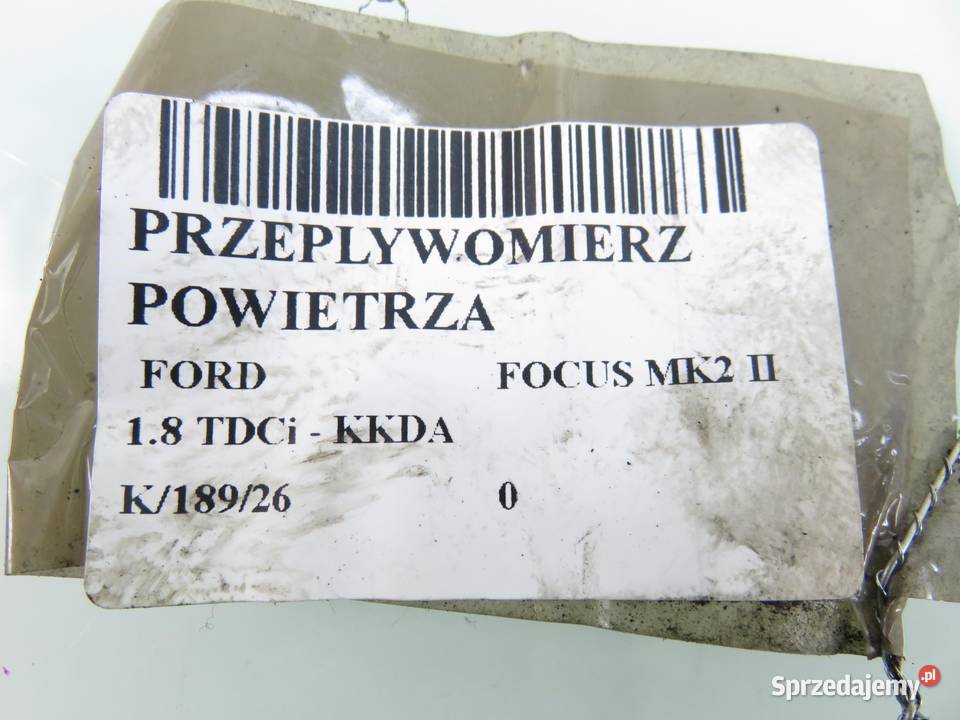 PRZEPLYWOMIERZ
POWIETRZA
FORD FOCUS MK2 II
1.8 TDCi - KKDA
K/189/26 0
Sprzedajemy.pl